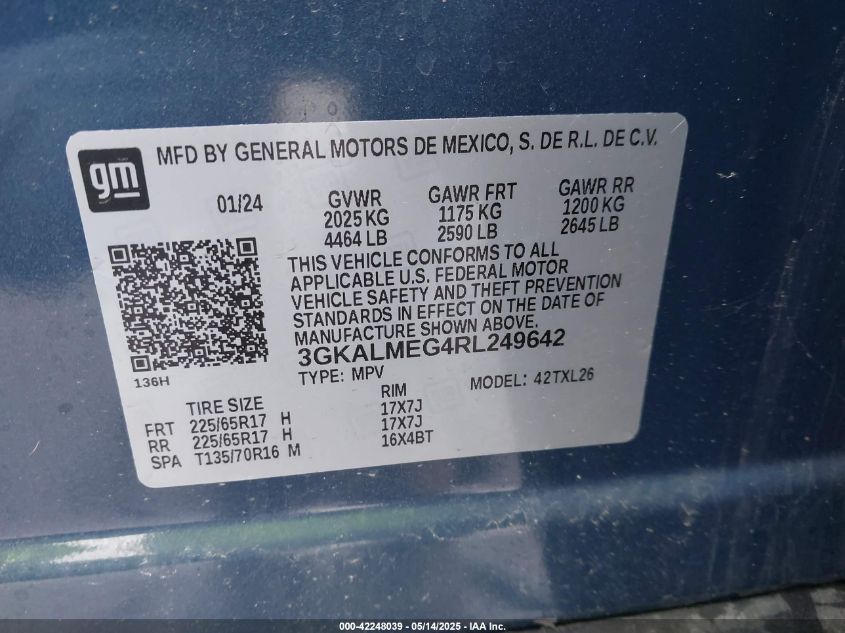 gm
MFD BY GENERAL MOTORS DE MEXICO, S. DE R.L. DE C.V.
01/24
GVWR GAWR FRT GAWR RR
2025 KG 1175 KG 1200 KG
4464 LB 2590 LB 2645 LB
THIS VEHICLE CONFORMS TO ALL
APPLICABLE U.S. FEDERAL MOTOR
VEHICLE SAFETY AND THEFT PREVENTION
STANDARDS IN EFFECT ON THE DATE OF
MANUFACTURE SHOWN ABOVE.
3GKALMEG4RL249642
136H
TYPE: MPV MODEL: 42TXL26
TIRE SIZE RIM
FRT 225/65R17 H 17X7J
RR 225/65R17 H 17X7J
SPA T135/70R16 M 16X4BT
000-42248039 - 05/14/2025 - IAA Inc.